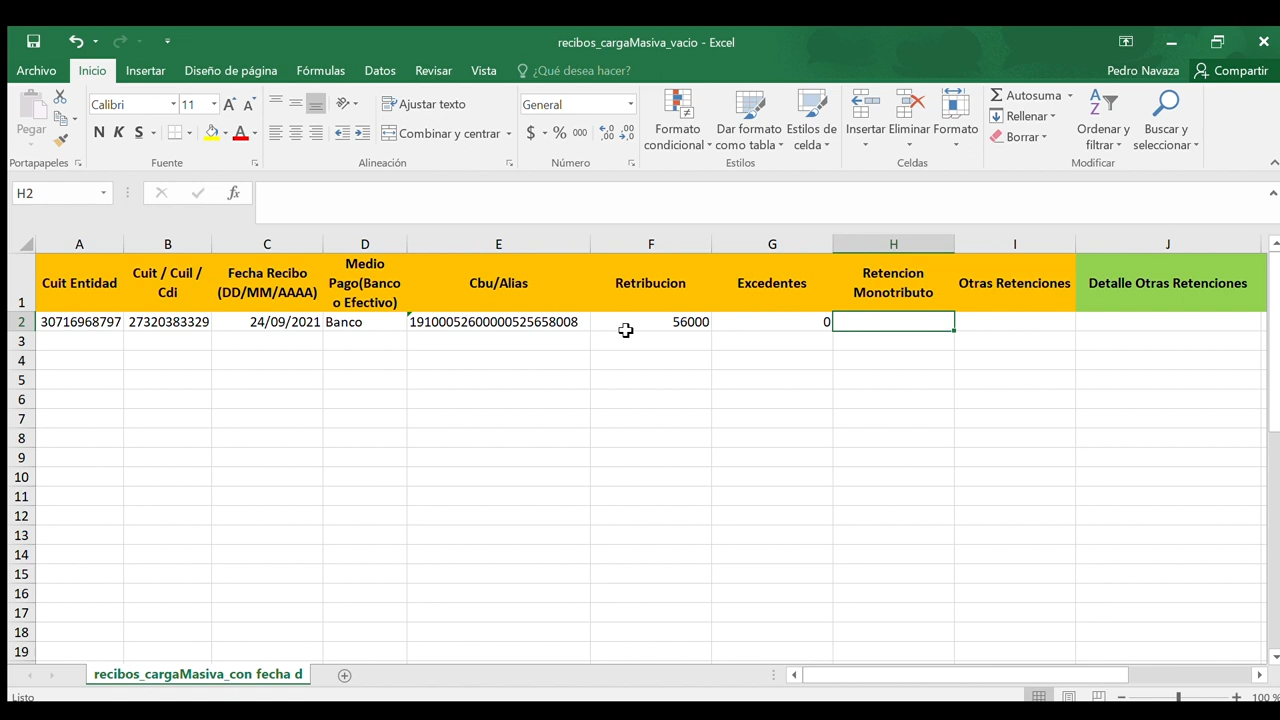 recibos_cargaMasiva_vacio - Excel
Archivo Inicio Insertar Diseño de página Fórmulas Datos Revisar Vista ¿Qué desea hacer? Pedro Navaza Compartir
Pegar
Calibri 11
N K S
Ajustar texto
Combinar y centrar
General
$ % 000
Formato condicional
Dar formato como tabla
Estilos de celda
Insertar Eliminar Formato
Autosuma
Rellenar
Borrar
Ordenar y filtrar
Buscar y seleccionar
Portapapeles Fuente Alineación Número Estilos Celdas Modificar
H2 fx
A B C D E F G H I J
1 Cuit Entidad Cuit / Cuil / Cdi Fecha Recibo (DD/MM/AAAA) Medio Pago(Banco o Efectivo) Cbu/Alias Retribucion Excedentes Retencion Monotributo Otras Retenciones Detalle Otras Retenciones
2 30716968797 27320383329 24/09/2021 Banco 19100052600000525658008 56000 0
3
4
5
6
7
8
9
10
11
12
13
14
15
16
17
18
19
recibos_cargaMasiva_con fecha d
Listo 100 %